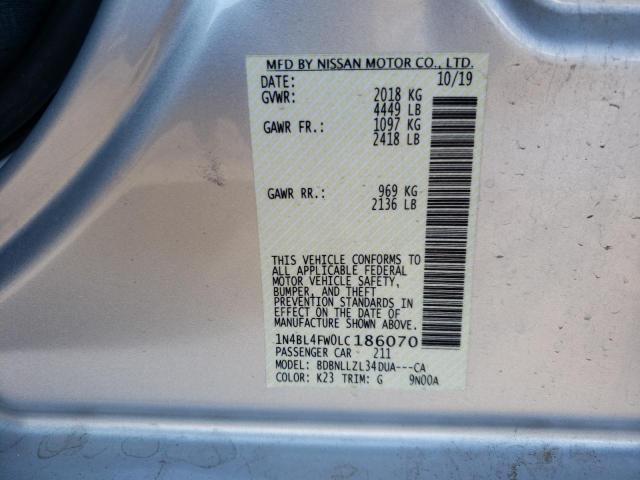 MFD BY NISSAN MOTOR CO., LTD.
DATE: 10/19
GVWR: 2018 KG
4449 LB
GAWR FR.: 1097 KG
2418 LB
GAWR RR.: 969 KG
2136 LB
THIS VEHICLE CONFORMS TO
ALL APPLICABLE FEDERAL
MOTOR VEHICLE SAFETY,
BUMPER, AND THEFT
PREVENTION STANDARDS IN
EFFECT ON THE DATE OF
MANUFACTURE SHOWN ABOVE.
1N4BL4FW0LC186070
PASSENGER CAR 211
MODEL: BDBNLLZL34DUA---CA
COLOR: K23 TRIM: G 9N00A